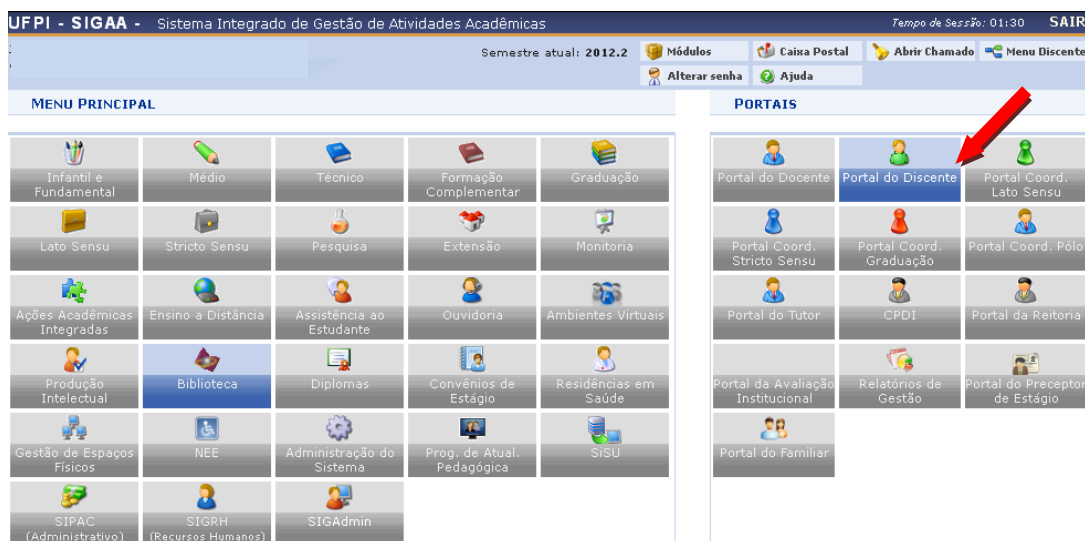 UFPI - SIGAA - Sistema Integrado de Gestão de Atividades Acadêmicas Tempo de Sessão: 01:30 SAIR
Semestre atual: 2012.2 Módulos Caixa Postal Abrir Chamado Menu Discente
Alterar senha Ajuda
MENU PRINCIPAL
Infantil e
Fundamental
Médio
Técnico
Formação
Complementar
Graduação
Lato Sensu
Stricto Sensu
Pesquisa
Extensão
Monitoria
Ações Acadêmicas
Integradas
Ensino a Distância
Assistência ao
Estudante
Ouvidoria
Ambientes Virtuais
Produção
Intelectual
Biblioteca
Diplomas
Convênios de
Estágio
Residências em
Saúde
Gestão de Espaços
Físicos
NEE
Administração do
Sistema
Prog. de Atual.
Pedagógica
SiSU
SIPAC
(Administrativo)
SIGRH
(Recursos Humanos)
SIGAdmin
PORTAIS
Portal do Docente
Portal do Discente
Portal Coord.
Lato Sensu
Portal Coord.
Stricto Sensu
Portal Coord.
Graduação
Portal Coord. Pólo
Portal do Tutor
CPDI
Portal da Reitoria
Portal da Avaliação
Institucional
Relatórios de
Gestão
Portal do Preceptor
de Estágio
Portal do Familiar